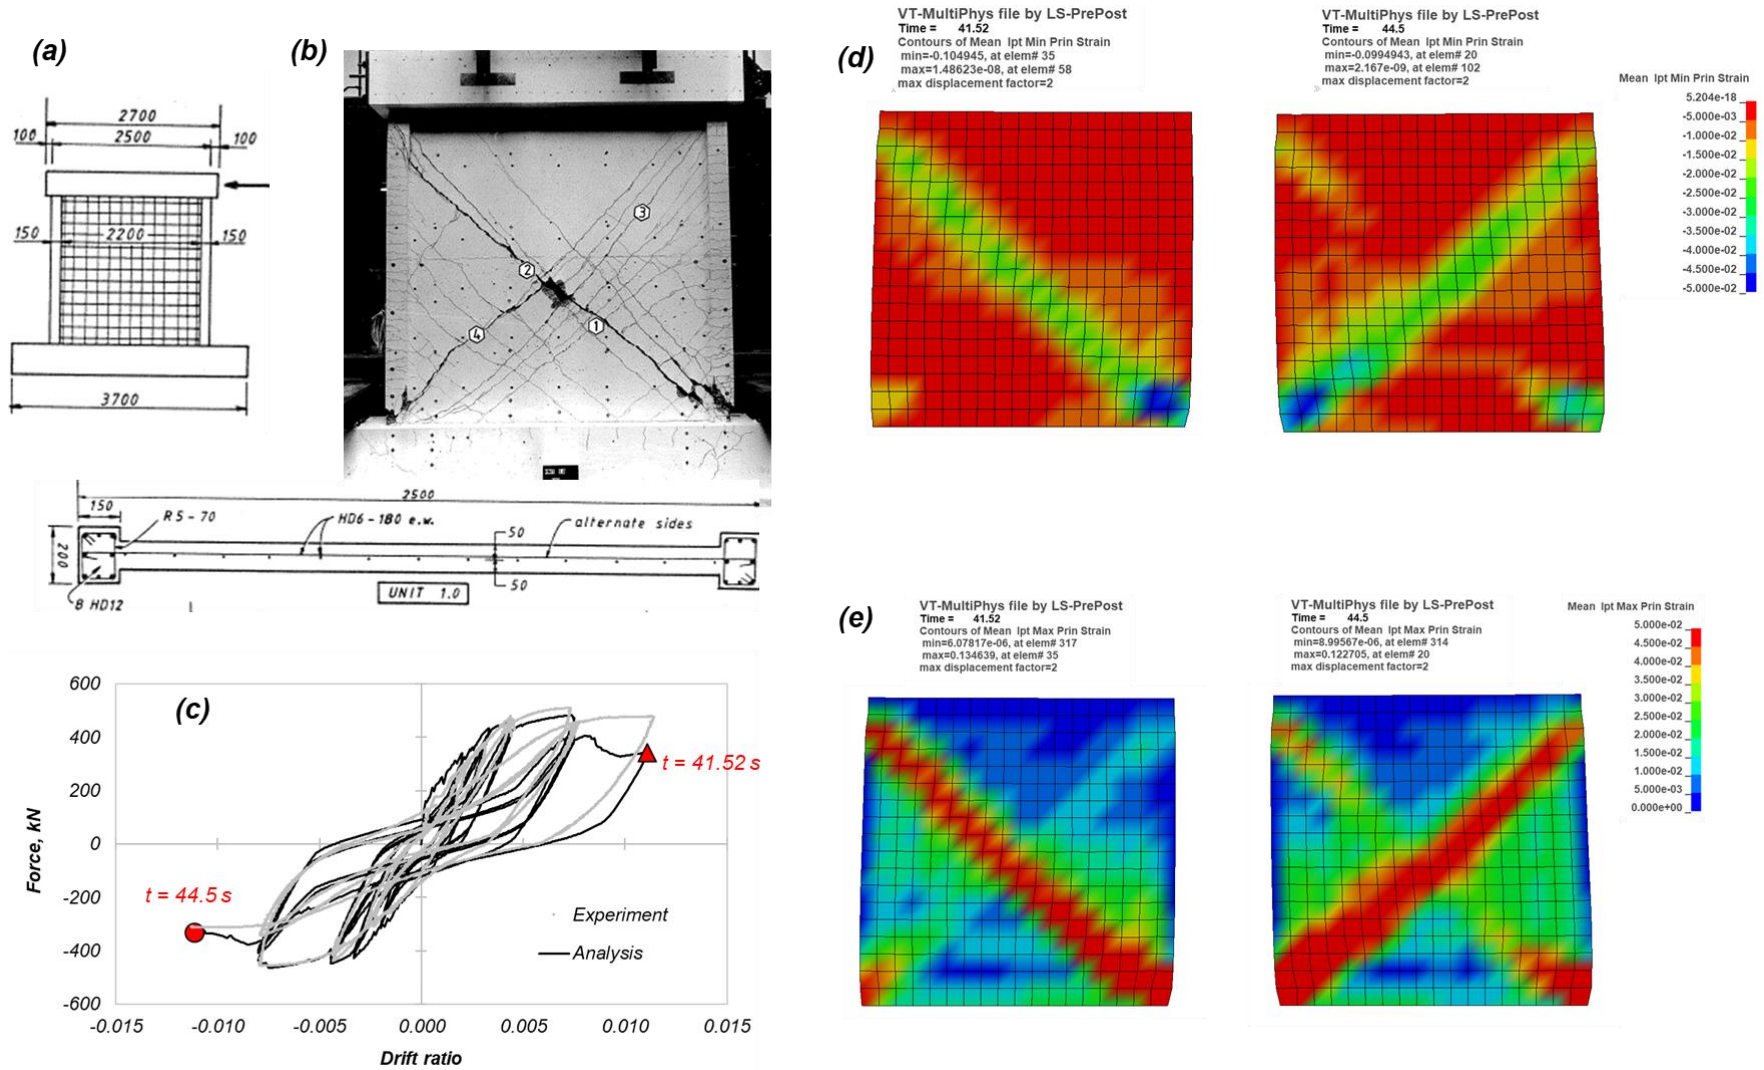 (a)
2700
100
2500
100
150
2200
150
3700
(b)
3
2
1
4
2500
150
R5-70
HD6-180 e.w.
alternate sides
50
200
50
8 HD12
UNIT 1.0
(c)
600
400
200
0
-200
-400
-600
Force, kN
t = 41.52 s
t = 44.5 s
Experiment
Analysis
-0.015
-0.010
-0.005
0.000
0.005
0.010
0.015
Drift ratio
(d)
VT-MultiPhys file by LS-PrePost
Time = 41.52
Contours of Mean Ipt Min Prin Strain
min=-0.104945, at elem# 35
max=1.48623e-08, at elem# 58
max displacement factor=2
VT-MultiPhys file by LS-PrePost
Time = 44.5
Contours of Mean Ipt Min Prin Strain
min=-0.0994943, at elem# 20
max=2.167e-09, at elem# 102
max displacement factor=2
Mean Ipt Min Prin Strain
5.204e-18
-5.000e-03
-1.000e-02
-1.500e-02
-2.000e-02
-2.500e-02
-3.000e-02
-3.500e-02
-4.000e-02
-4.500e-02
-5.000e-02
(e)
VT-MultiPhys file by LS-PrePost
Time = 41.52
Contours of Mean Ipt Max Prin Strain
min=6.07817e-06, at elem# 317
max=0.134639, at elem# 35
max displacement factor=2
VT-MultiPhys file by LS-PrePost
Time = 44.5
Contours of Mean Ipt Max Prin Strain
min=8.99567e-06, at elem# 314
max=0.122705, at elem# 20
max displacement factor=2
Mean Ipt Max Prin Strain
5.000e-02
4.500e-02
4.000e-02
3.500e-02
3.000e-02
2.500e-02
2.000e-02
1.500e-02
1.000e-02
5.000e-03
0.000e+00